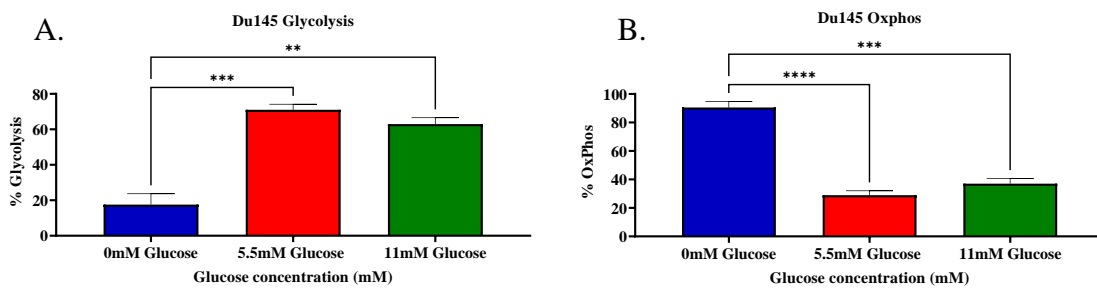 A.
Du145 Glycolysis
**
***
% Glycolysis
80
60
40
20
0
0mM Glucose
5.5mM Glucose
11mM Glucose
Glucose concentration (mM)
B.
Du145 Oxphos
***
****
% OxPhos
100
80
60
40
20
0
0mM Glucose
5.5mM Glucose
11mM Glucose
Glucose concentration (mM)